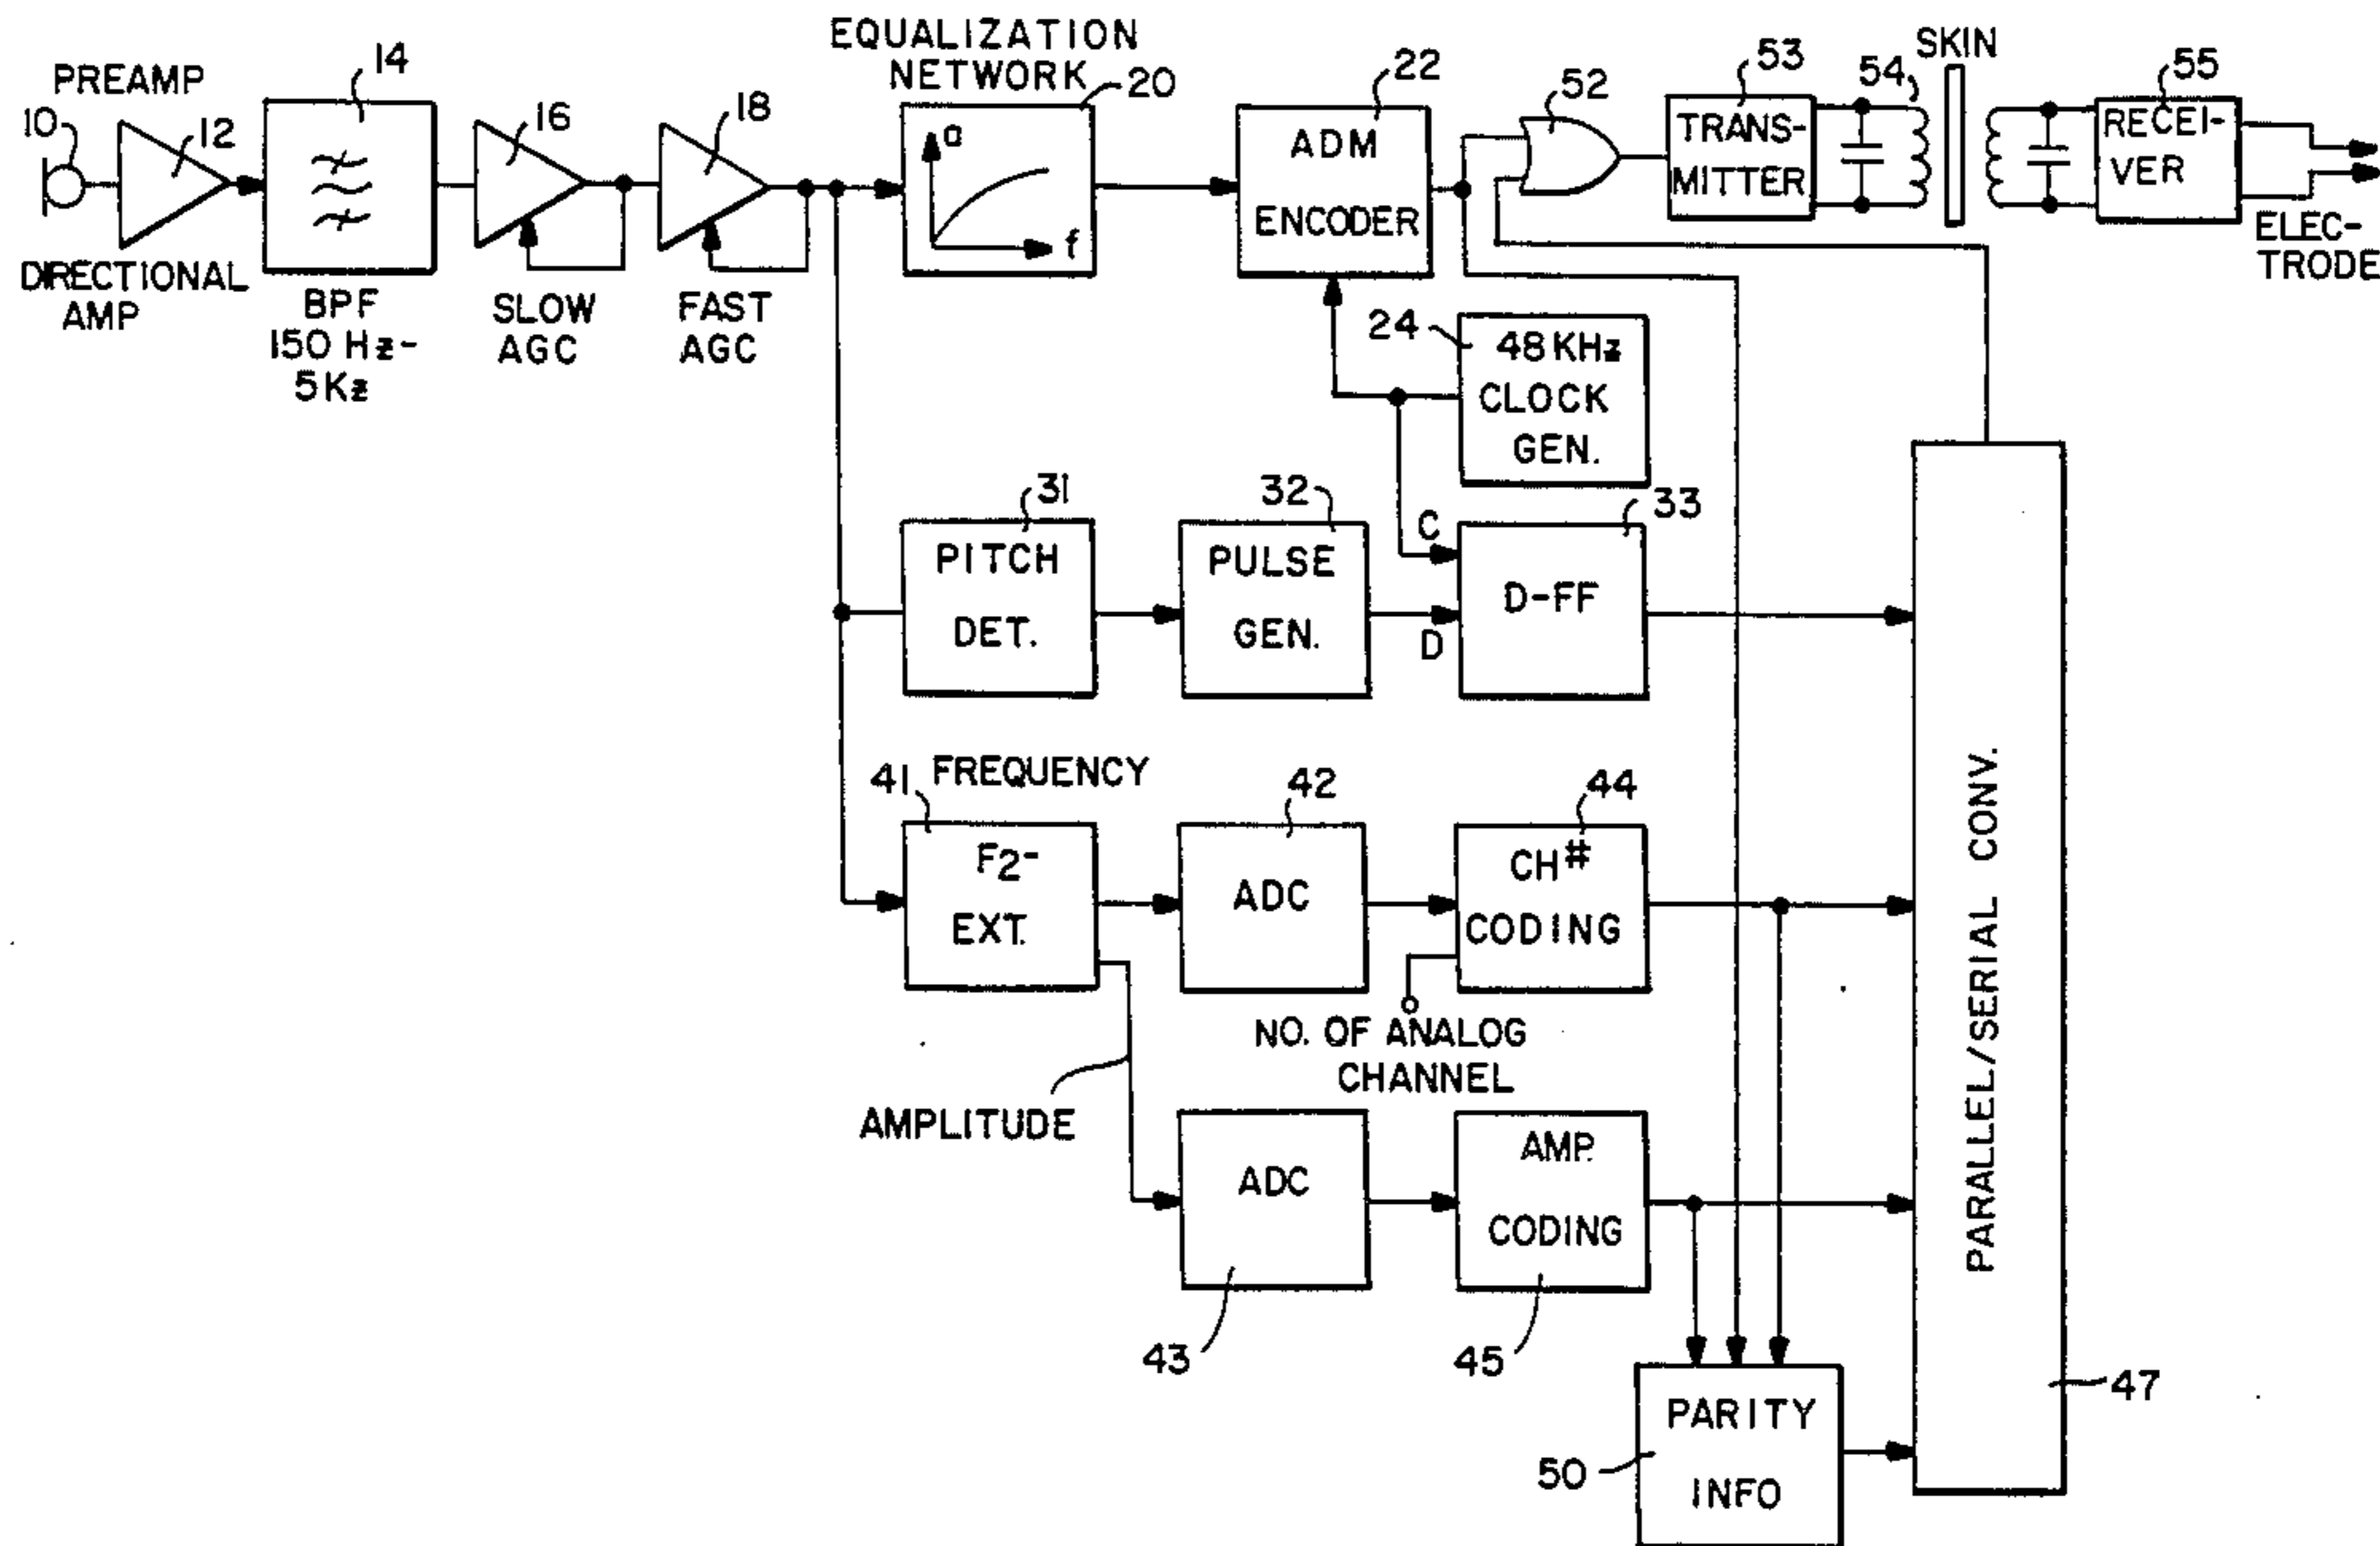 EQUALIZATION
NETWORK
20
PREAMP
14
10
12
16
18
DIRECTIONAL
AMP
BPF
150 Hz-
5Kz
SLOW
AGC
FAST
AGC
a
f
22
ADM
ENCODER
52
53
TRANS-
MITTER
54
SKIN
55
RECEI-
VER
ELEC-
TRODE
24
48KHz
CLOCK
GEN.
31
PITCH
DET.
32
PULSE
GEN.
C
D
33
D-FF
41
FREQUENCY
F2-
EXT.
42
ADC
44
CH#
CODING
NO. OF ANALOG
CHANNEL
AMPLITUDE
ADC
43
AMP.
CODING
45
PARITY
INFO
50
PARALLEL/SERIAL CONV.
47